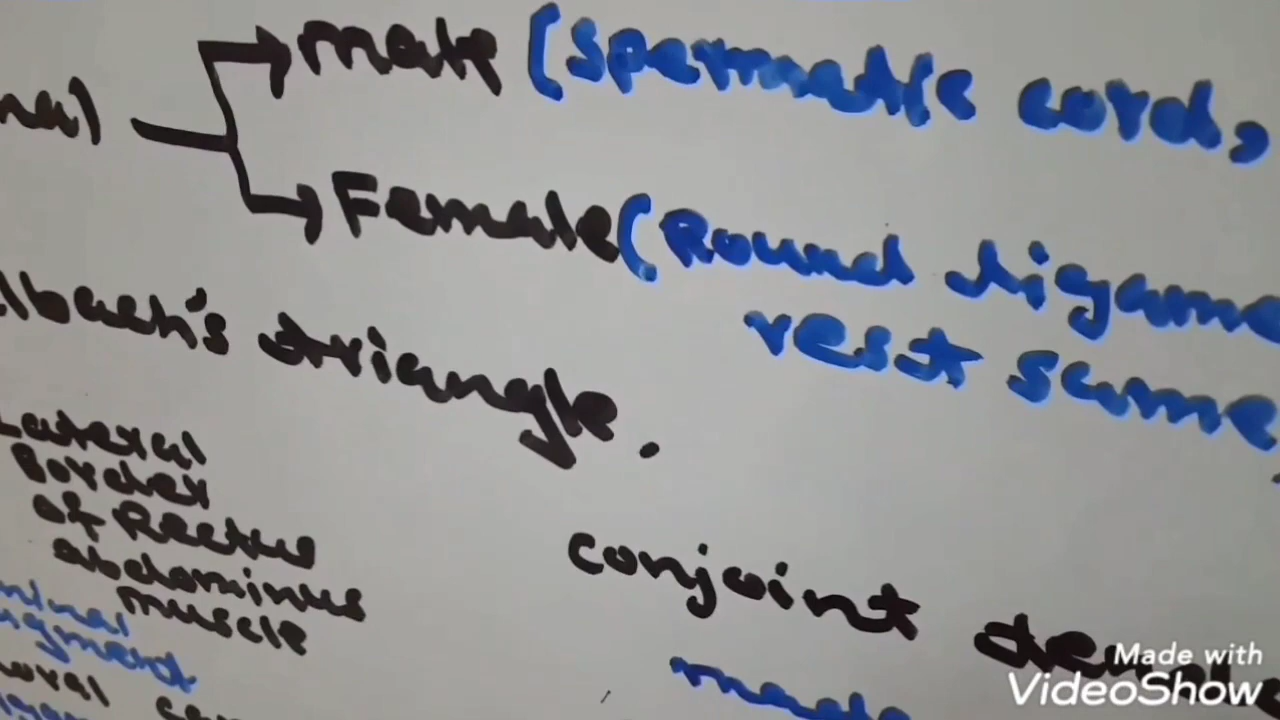 nal) male (spermatic cord,
Female (Round ligame
rest same,
lbach's triangle.
Lateral
Border
of Rectus
abdominus
muscle
conjoint
Made with
VideoShow